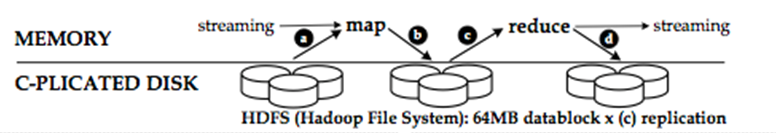 streaming map reduce streaming
MEMORY a b c d
C-PLICATED DISK
HDFS (Hadoop File System): 64MB datablock x (c) replication